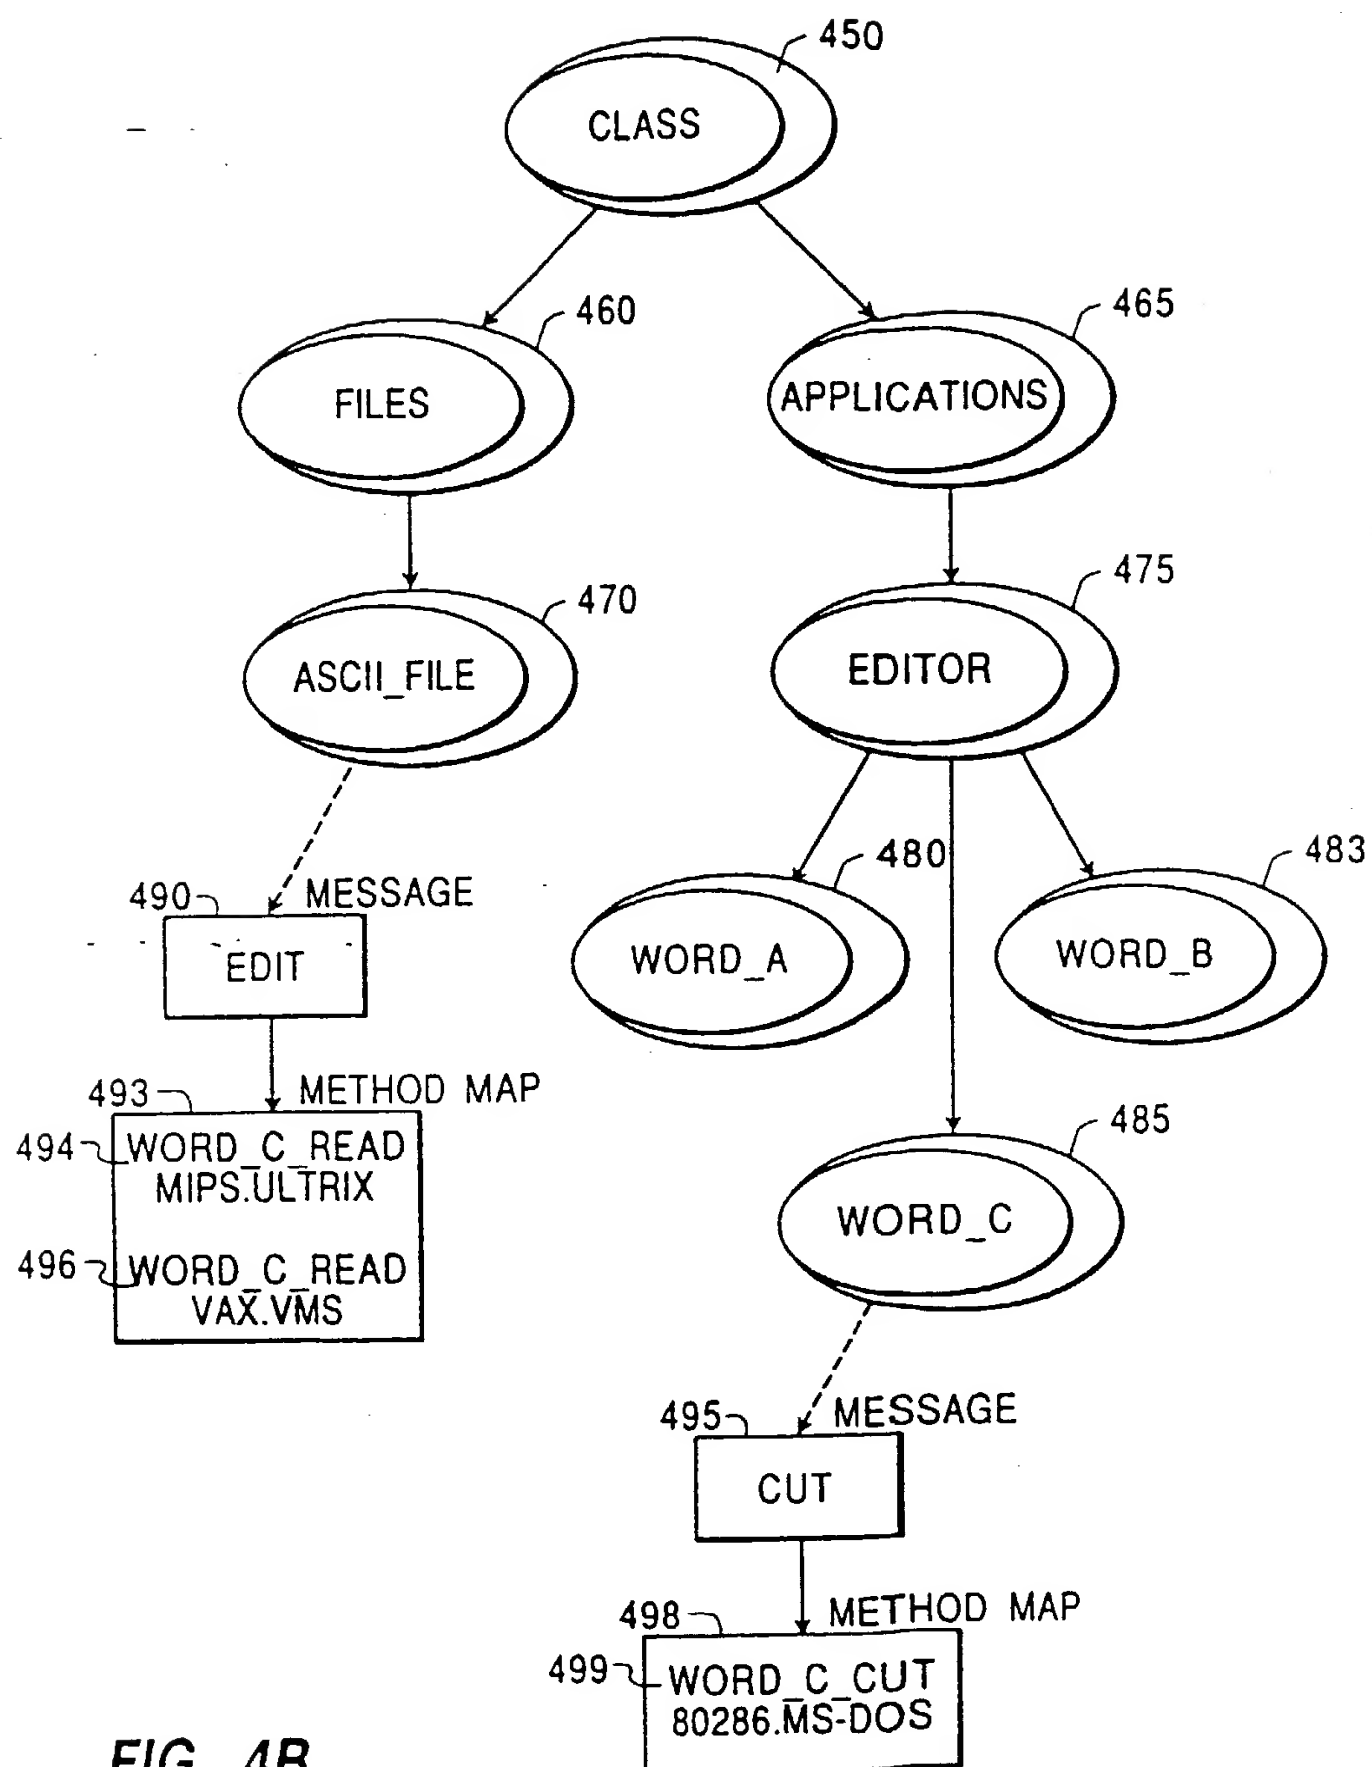 450
CLASS
460
465
FILES
APPLICATIONS
470
475
ASCII_FILE
EDITOR
480
483
490
MESSAGE
EDIT
WORD_A
WORD_B
493
METHOD MAP
494
WORD_C_READ
MIPS.ULTRIX
485
496
WORD_C_READ
VAX.VMS
WORD_C
495
MESSAGE
CUT
498
METHOD MAP
499
WORD_C_CUT
80286.MS-DOS
FIG. 4B